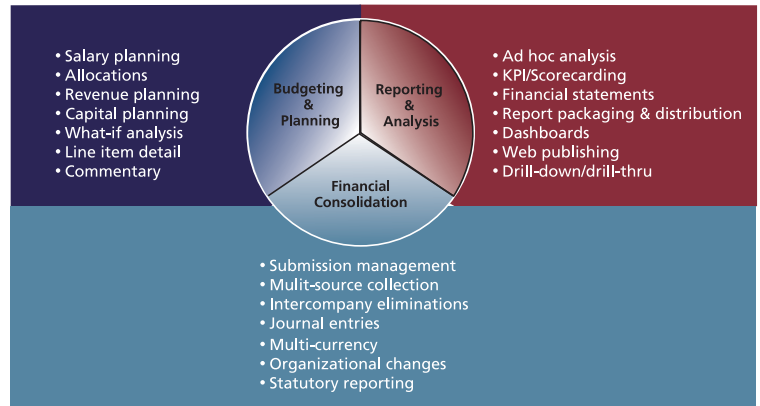 • Salary planning
• Allocations
• Revenue planning
• Capital planning
• What-if analysis
• Line item detail
• Commentary
Budgeting
&
Planning
Reporting
&
Analysis
Financial
Consolidation
• Ad hoc analysis
• KPI/Scorecarding
• Financial statements
• Report packaging & distribution
• Dashboards
• Web publishing
• Drill-down/drill-thru
• Submission management
• Mulit-source collection
• Intercompany eliminations
• Journal entries
• Multi-currency
• Organizational changes
• Statutory reporting